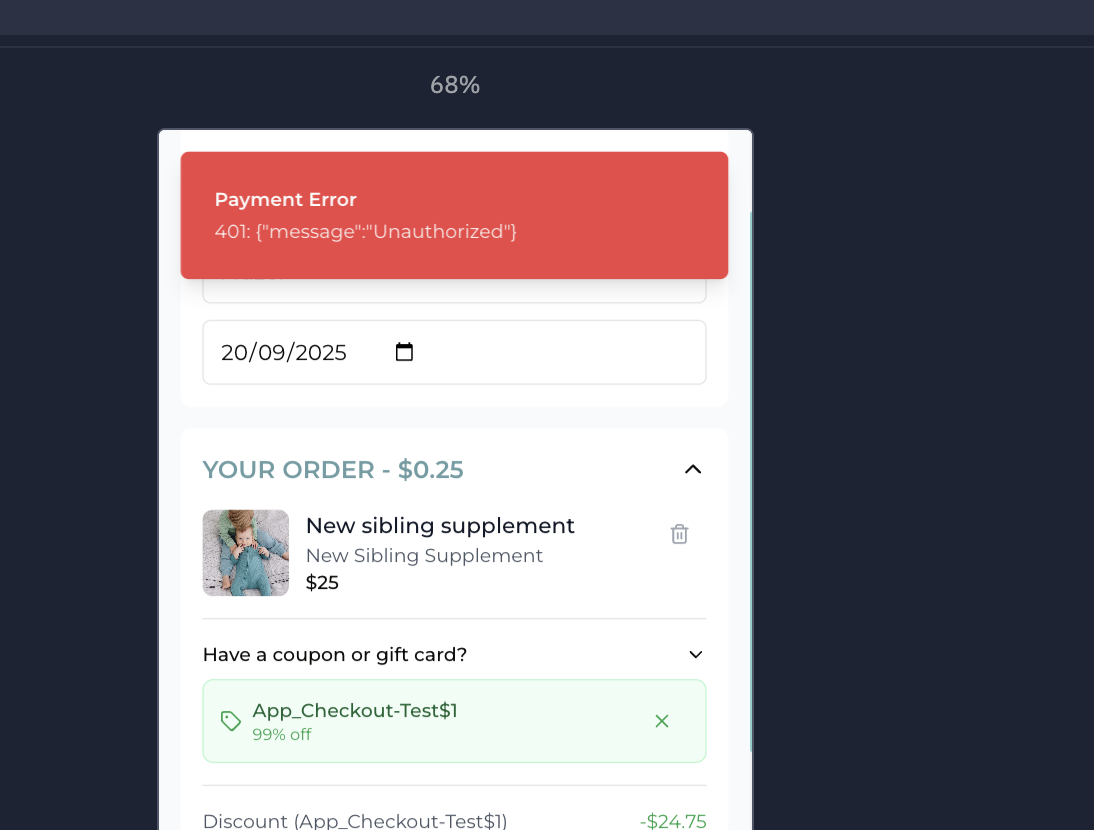 68%
Payment Error
401: {"message":"Unauthorized"}
20/09/2025
YOUR ORDER - $0.25
New sibling supplement
New Sibling Supplement
$25
Have a coupon or gift card?
App_Checkout-Test$1
99% off
Discount (App_Checkout-Test$1) -$24.75